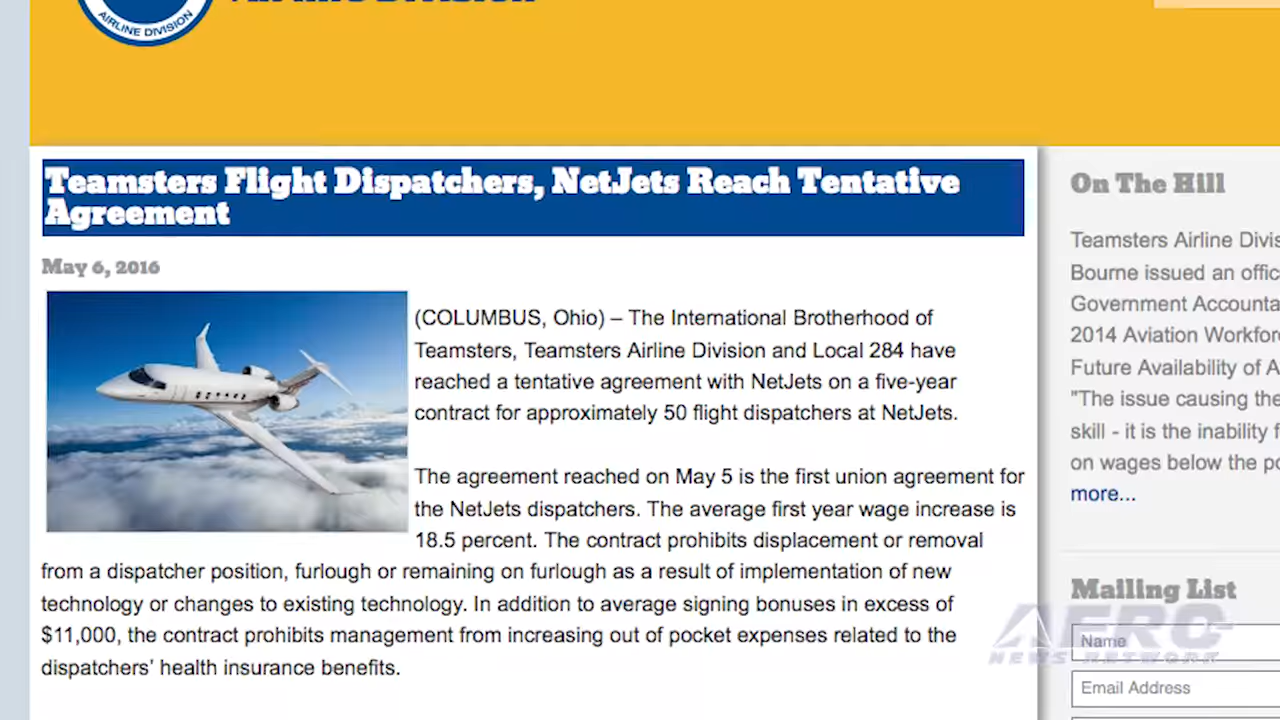 AIRLINE DIVISION
Teamsters Flight Dispatchers, NetJets Reach Tentative
Agreement
May 6, 2016
(COLUMBUS, Ohio) – The International Brotherhood of
Teamsters, Teamsters Airline Division and Local 284 have
reached a tentative agreement with NetJets on a five-year
contract for approximately 50 flight dispatchers at NetJets.
The agreement reached on May 5 is the first union agreement for
the NetJets dispatchers. The average first year wage increase is
18.5 percent. The contract prohibits displacement or removal
from a dispatcher position, furlough or remaining on furlough as a result of implementation of new
technology or changes to existing technology. In addition to average signing bonuses in excess of
$11,000, the contract prohibits management from increasing out of pocket expenses related to the
dispatchers' health insurance benefits.
On The Hill
Teamsters Airline Divis
Bourne issued an offic
Government Accounta
2014 Aviation Workford
Future Availability of A
"The issue causing the
skill - it is the inability f
on wages below the po
more...
Mailing List
Name
Email Address
AERO
NEWS NETWORK